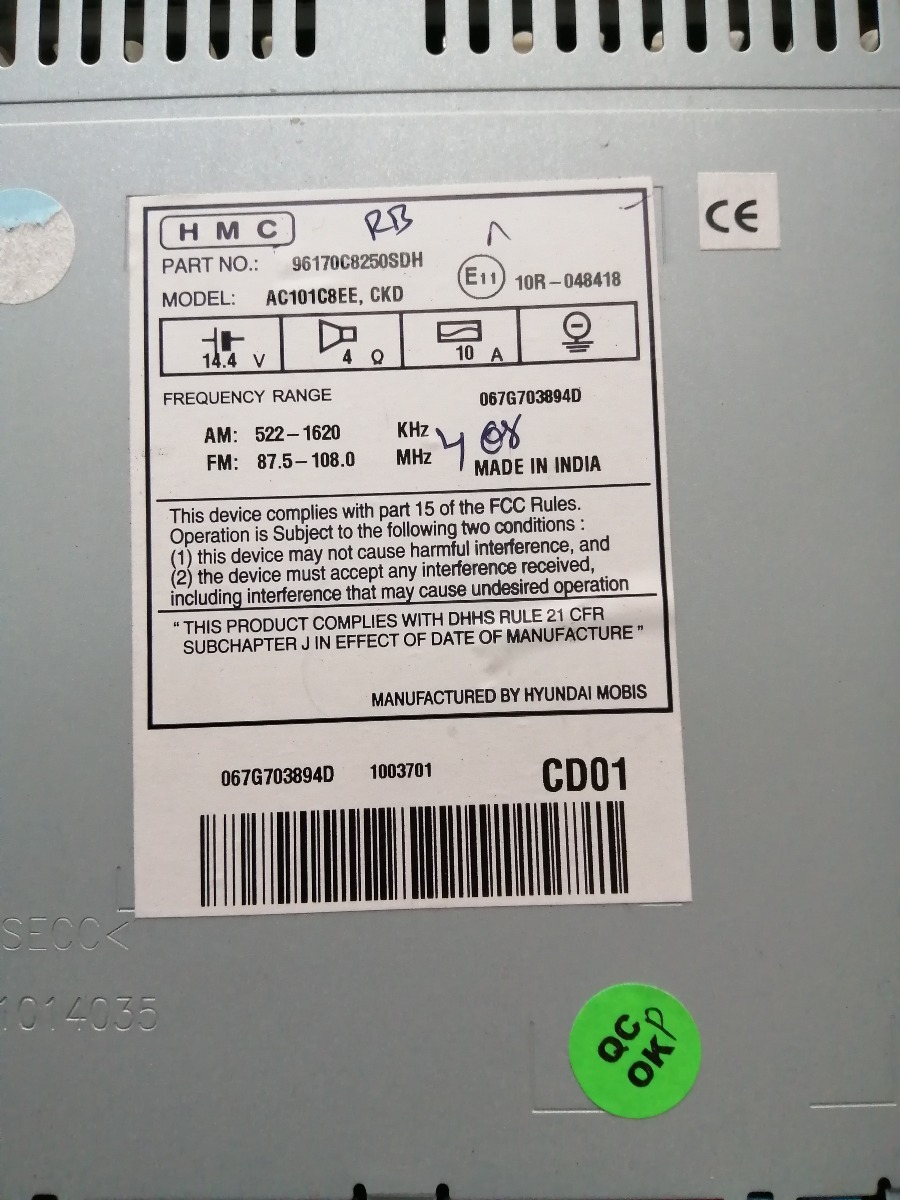 H M C
RB
PART NO.: 96170C8250SDH
E11 10R-048418
MODEL: AC101C8EE, CKD
14.4 V 4 Ω 10 A
FREQUENCY RANGE 067G703894D
AM: 522-1620 KHz
FM: 87.5-108.0 MHz
MADE IN INDIA
This device complies with part 15 of the FCC Rules.
Operation is Subject to the following two conditions :
(1) this device may not cause harmful interference, and
(2) the device must accept any interference received,
including interference that may cause undesired operation
“ THIS PRODUCT COMPLIES WITH DHHS RULE 21 CFR
SUBCHAPTER J IN EFFECT OF DATE OF MANUFACTURE ”
MANUFACTURED BY HYUNDAI MOBIS
067G703894D 1003701 CD01
CE
SECC<
1014035
QC
OK
P